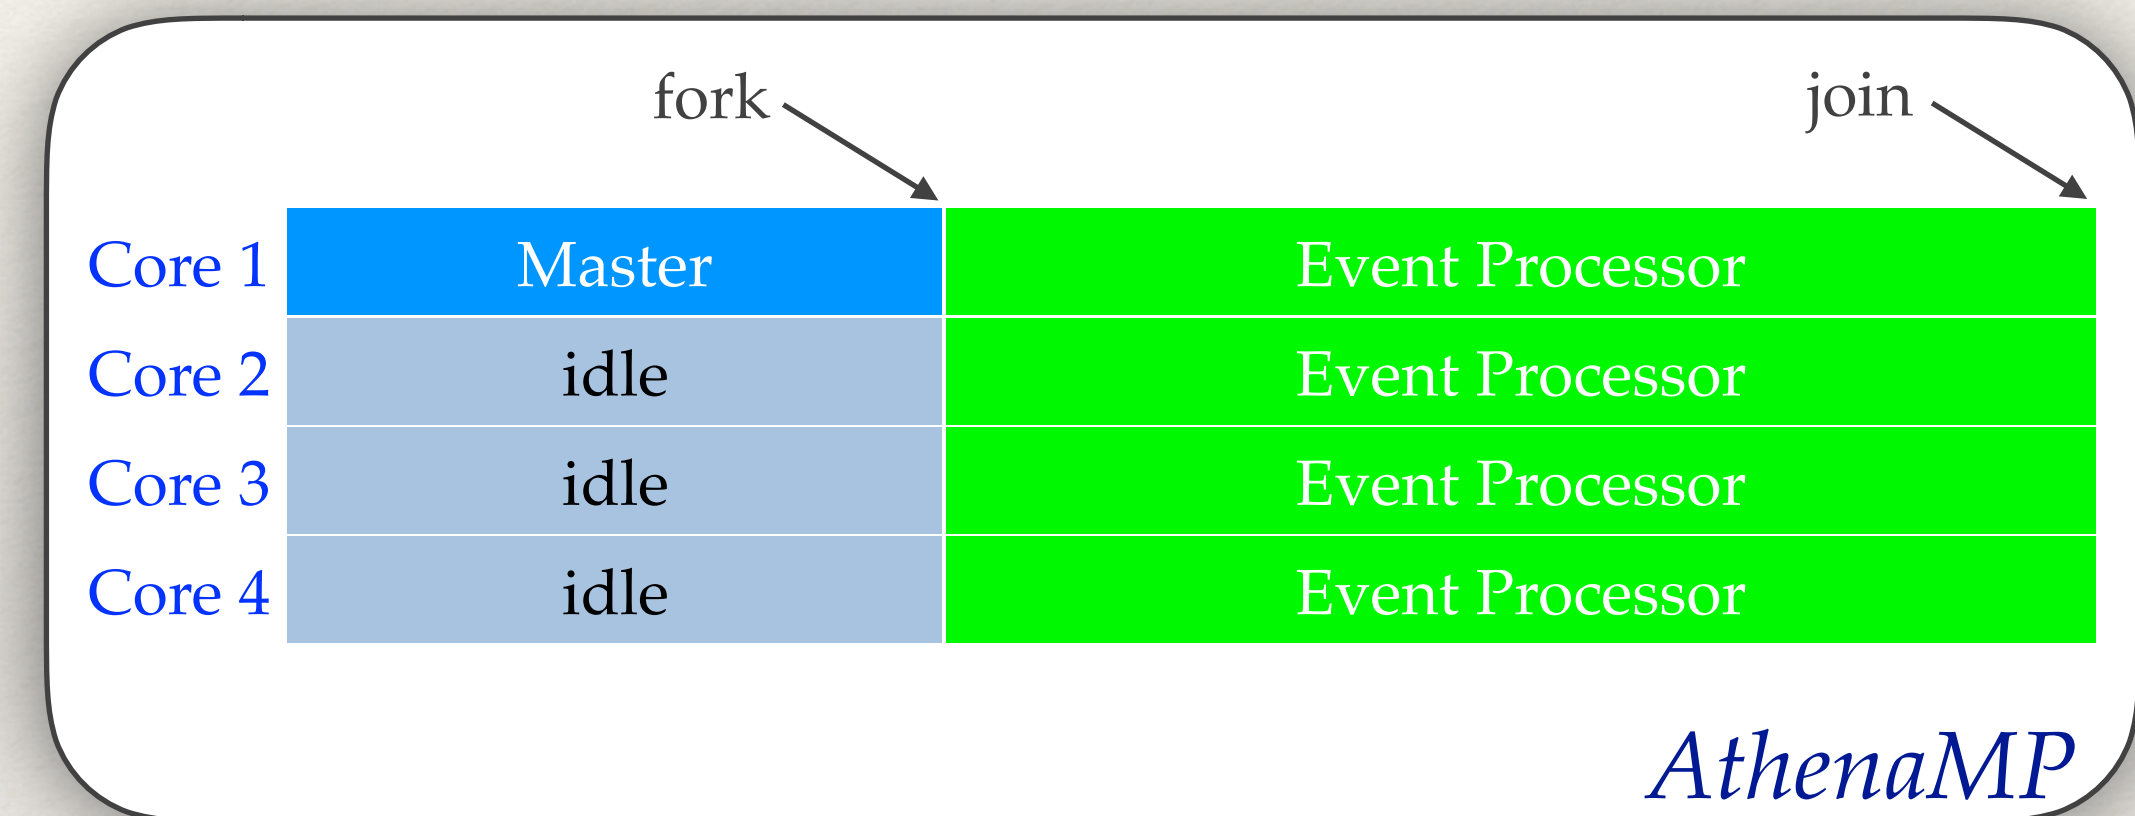 fork
join
Core 1 Master Event Processor
Core 2 idle Event Processor
Core 3 idle Event Processor
Core 4 idle Event Processor
AthenaMP